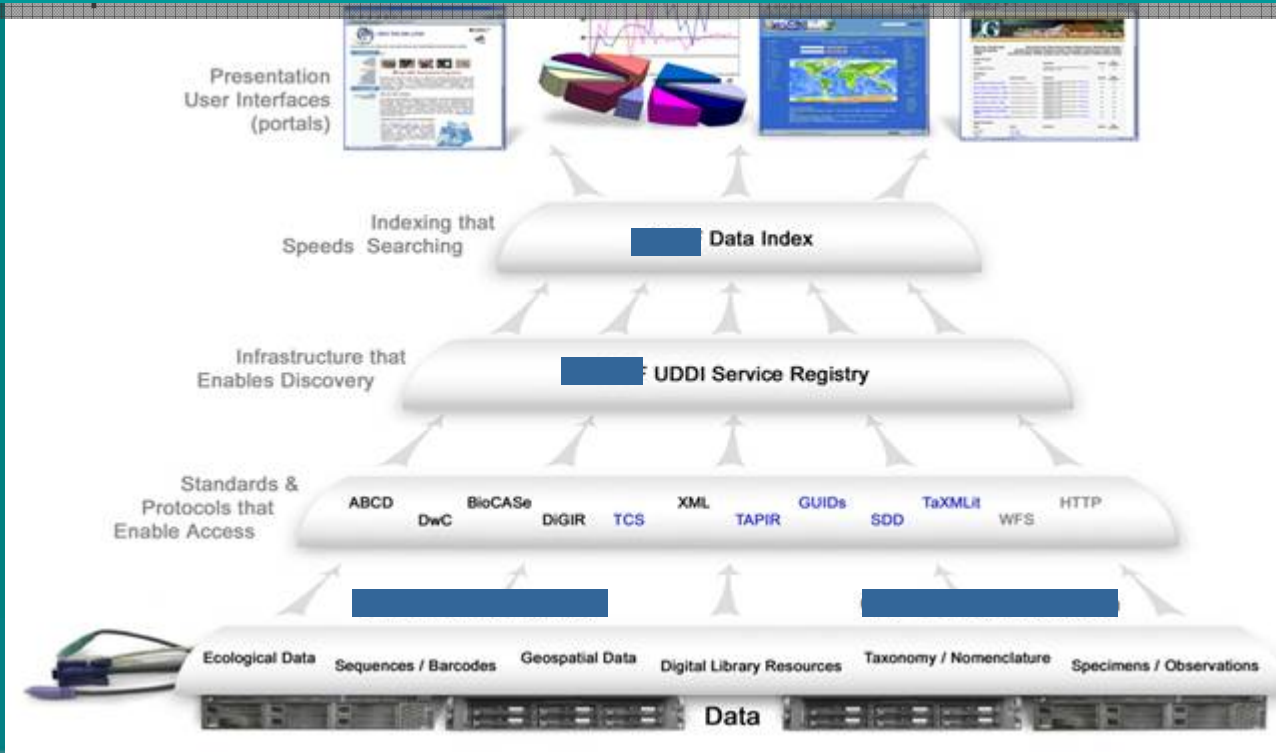 Presentation
User Interfaces
(portals)
Indexing that
Speeds Searching
Data Index
Infrastructure that
Enables Discovery
UDDI Service Registry
Standards &
Protocols that
Enable Access
ABCD DwC BioCASe DiGIR TCS XML TAPIR GUIDs SDD TaXMLit WFS HTTP
Ecological Data Sequences / Barcodes Geospatial Data Digital Library Resources Taxonomy / Nomenclature Specimens / Observations
Data